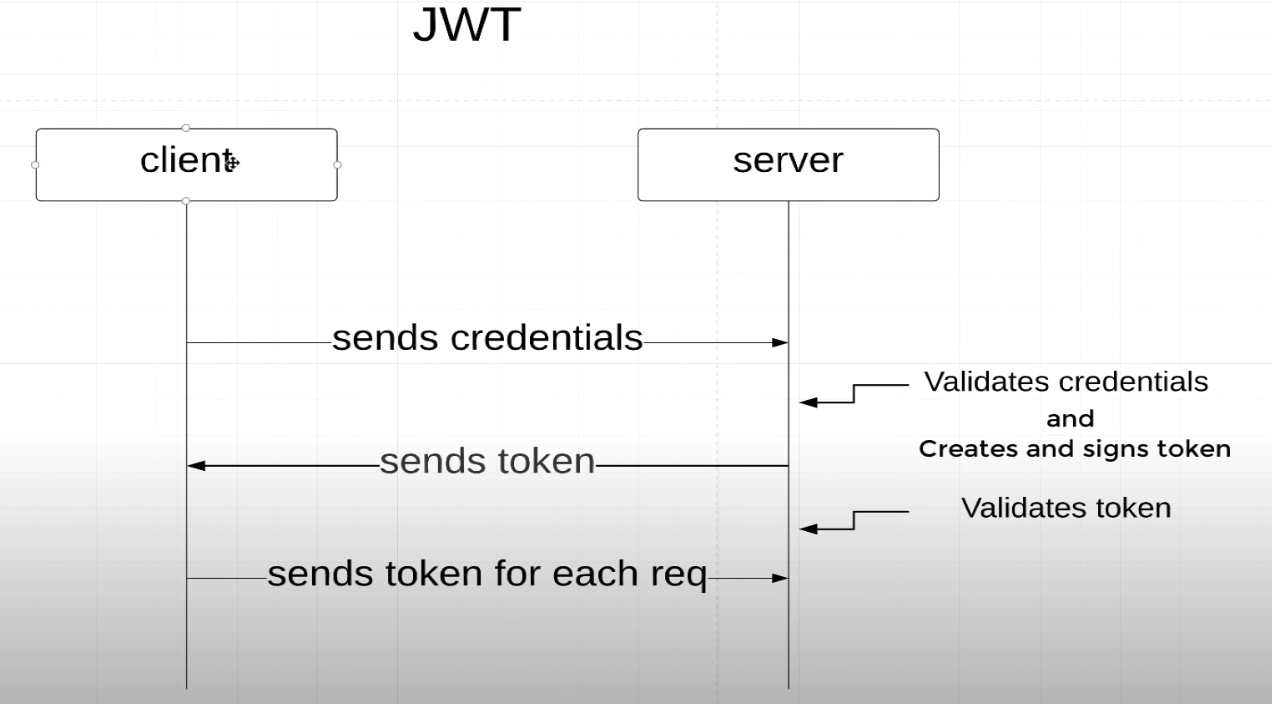 JWT
client
server
sends credentials
Validates credentials
and
Creates and signs token
sends token
Validates token
sends token for each req